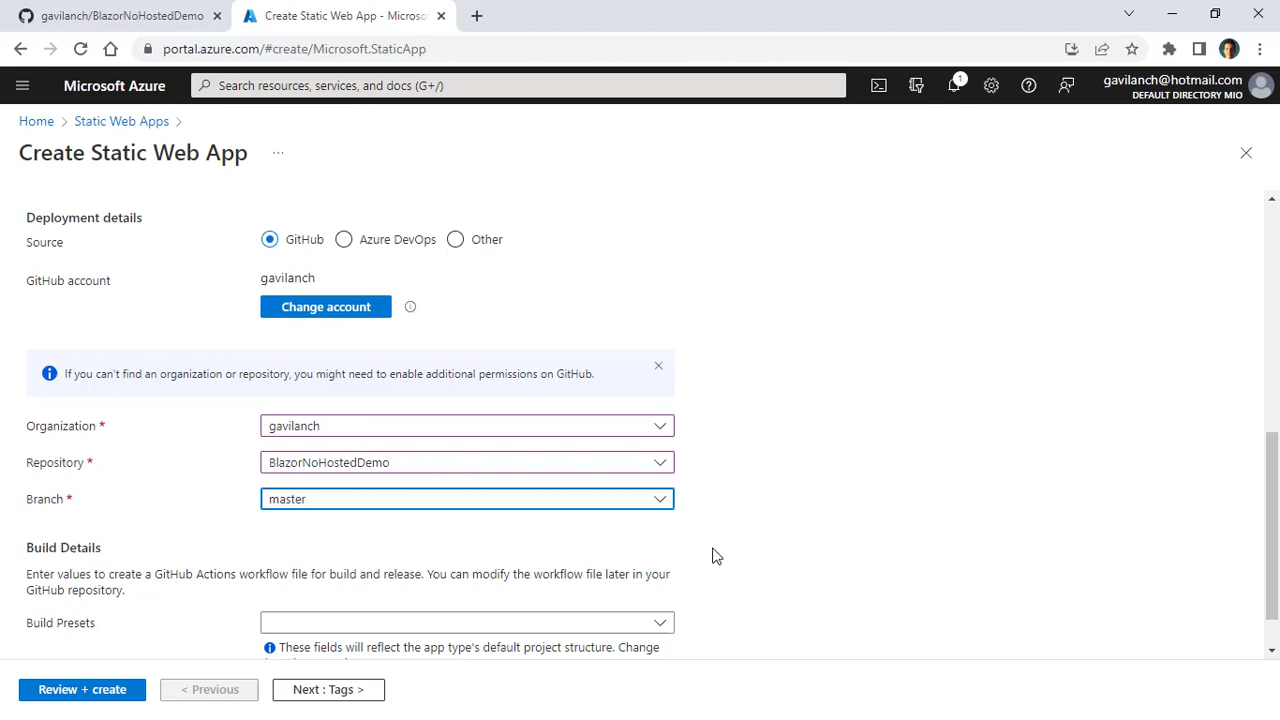 gavilanch/BlazorNoHostedDemo
Create Static Web App - Microso
portal.azure.com/#create/Microsoft.StaticApp
Microsoft Azure
Search resources, services, and docs (G+/)
1
gavilanch@hotmail.com
DEFAULT DIRECTORY MIO
Home > Static Web Apps >
Create Static Web App ...
Deployment details
Source
GitHub
Azure DevOps
Other
GitHub account
gavilanch
Change account
If you can't find an organization or repository, you might need to enable additional permissions on GitHub.
Organization *
gavilanch
Repository *
BlazorNoHostedDemo
Branch *
master
Build Details
Enter values to create a GitHub Actions workflow file for build and release. You can modify the workflow file later in your
GitHub repository.
Build Presets
These fields will reflect the app type's default project structure. Change
Review + create
< Previous
Next : Tags >